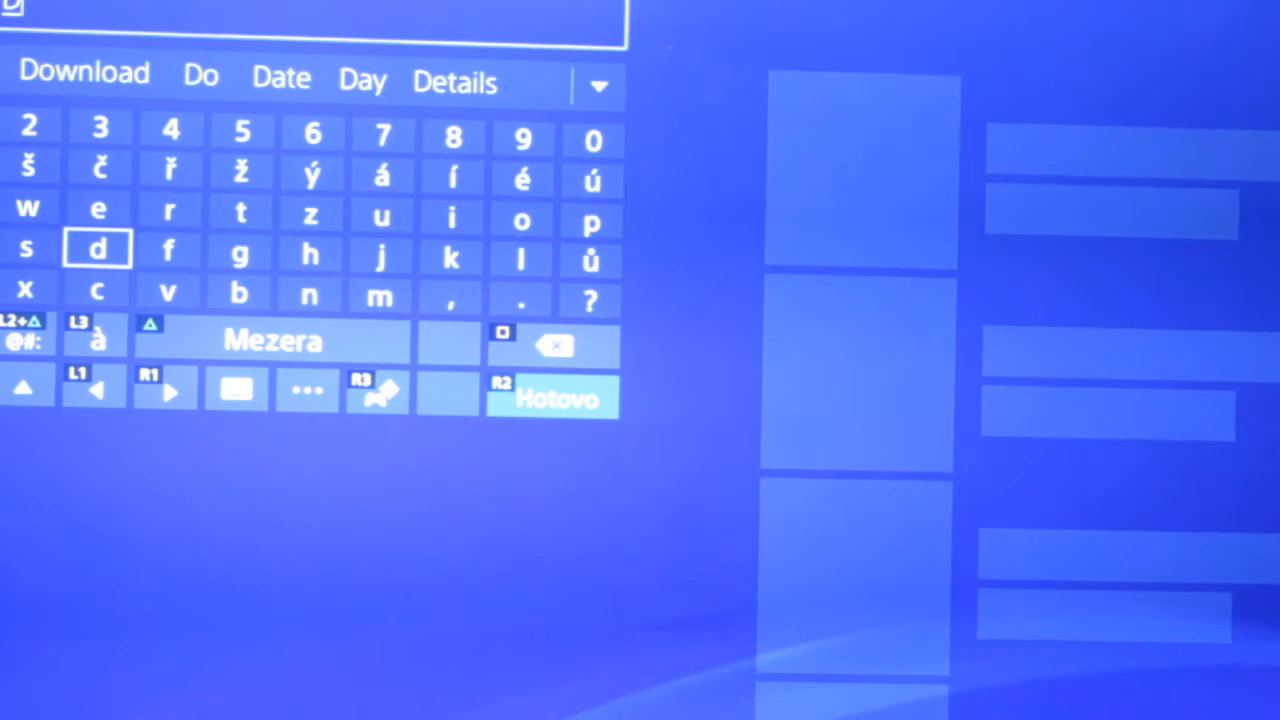 D
Download Do Date Day Details
2 3 4 5 6 7 8 9 0
š č ř ž ý á í é ú
w e r t z u i o p
s d f g h j k l ů
x c v b n m , . ?
L2+△ @#: L3 à △ Mezera
L1 R1 ... R3 R2 Hotovo